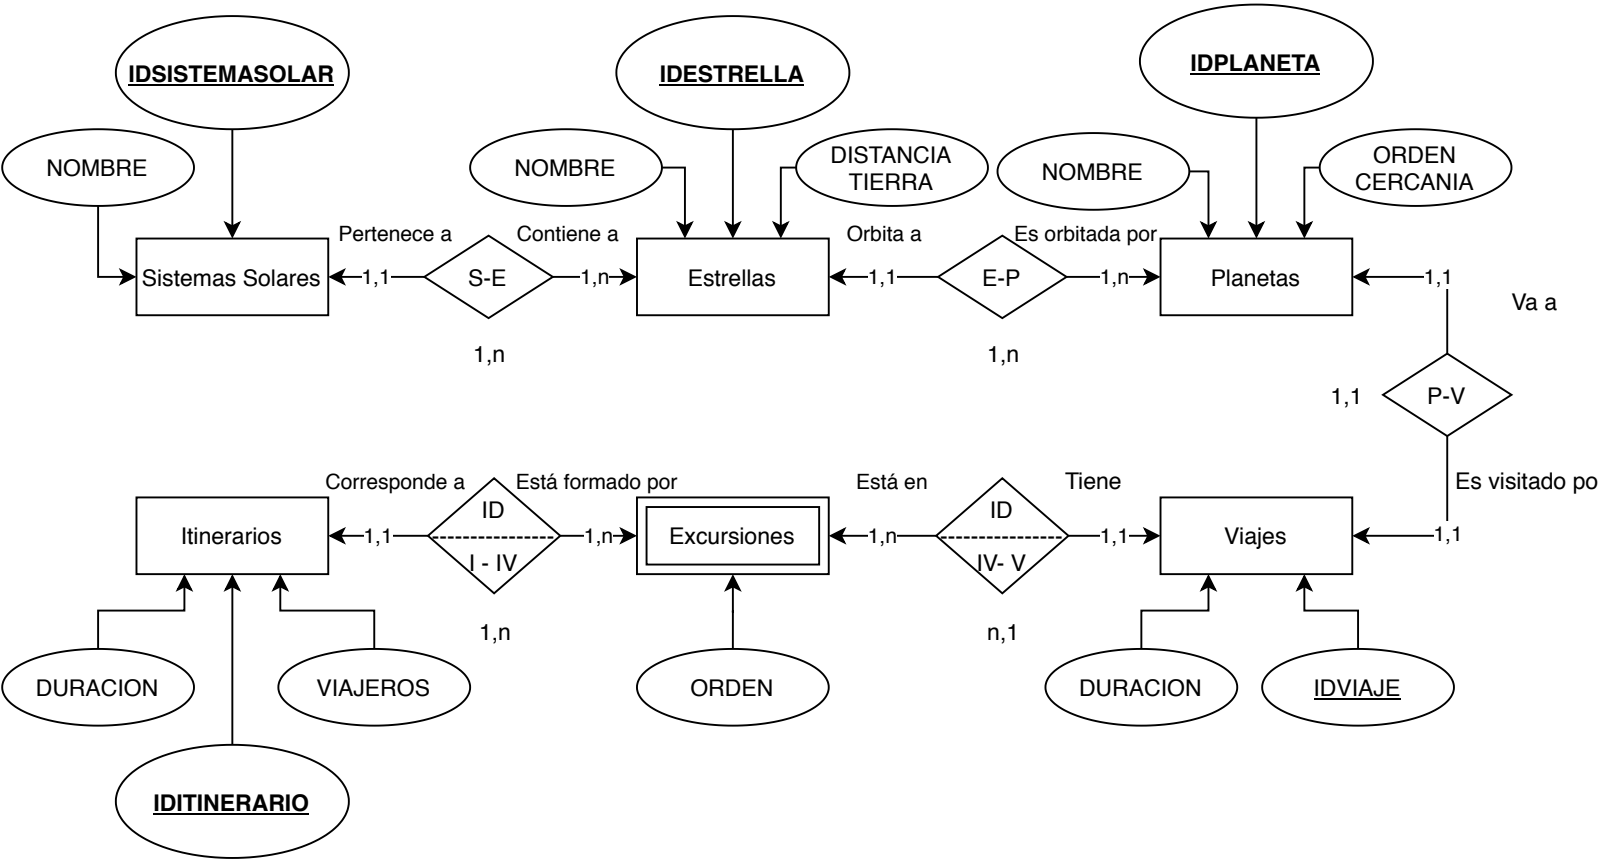 IDSISTEMASOLAR
IDESTRELLA
IDPLANETA
NOMBRE
NOMBRE
DISTANCIA
TIERRA
NOMBRE
ORDEN
CERCANIA
Pertenece a
Contiene a
Orbita a
Es orbitada por
Sistemas Solares
1,1
S-E
1,n
Estrellas
1,1
E-P
1,n
Planetas
1,1
Va a
1,n
1,n
1,1
P-V
Corresponde a
Está formado por
Está en
Tiene
Es visitado po
Itinerarios
1,1
ID
I - IV
1,n
Excursiones
1,n
ID
IV- V
1,1
Viajes
1,1
1,n
n,1
DURACION
VIAJEROS
ORDEN
DURACION
IDVIAJE
IDITINERARIO